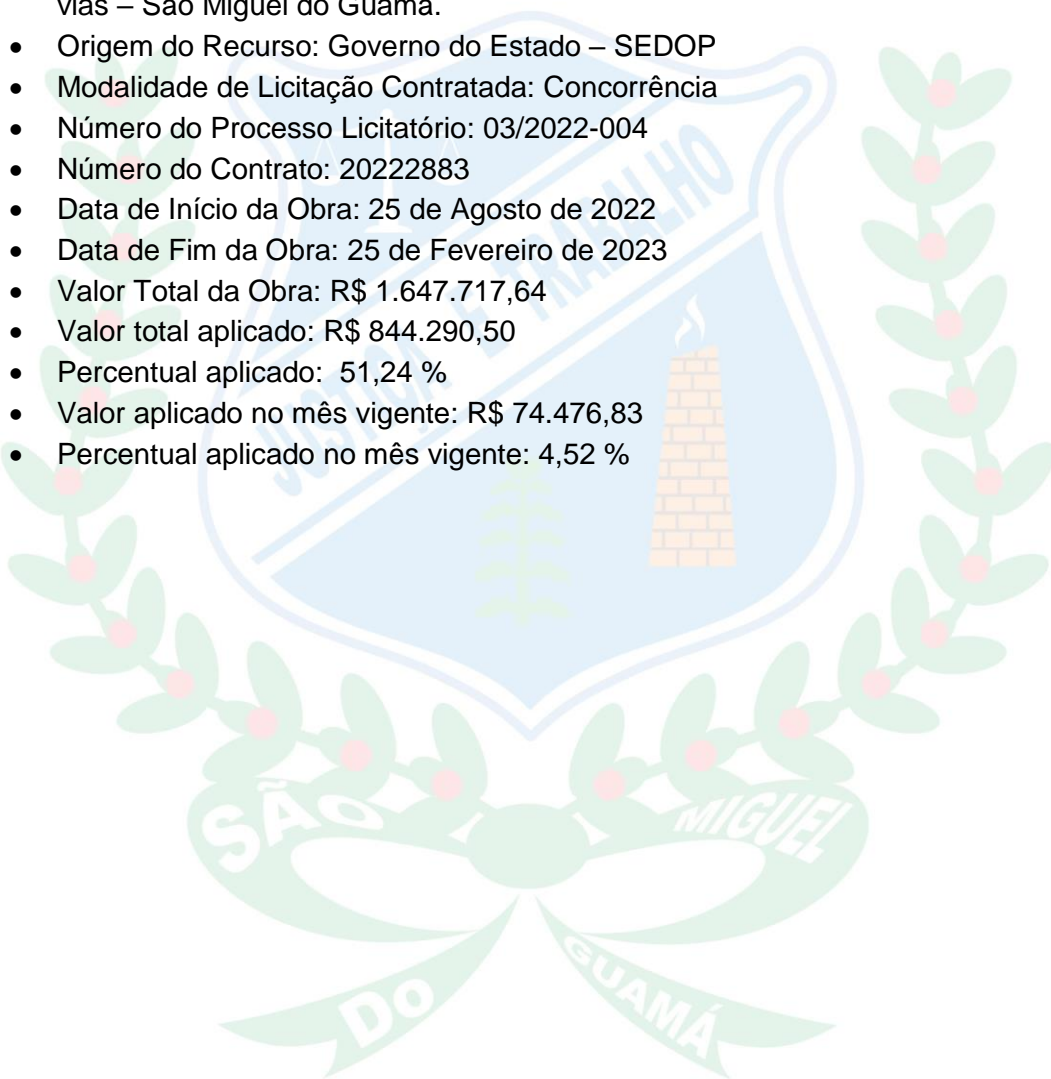 vias – São Miguel do Guamá.
• Origem do Recurso: Governo do Estado – SEDOP
• Modalidade de Licitação Contratada: Concorrência
• Número do Processo Licitatório: 03/2022-004
• Número do Contrato: 20222883
• Data de Início da Obra: 25 de Agosto de 2022
• Data de Fim da Obra: 25 de Fevereiro de 2023
• Valor Total da Obra: R$ 1.647.717,64
• Valor total aplicado: R$ 844.290,50
• Percentual aplicado:  51,24 %
• Valor aplicado no mês vigente: R$ 74.476,83
• Percentual aplicado no mês vigente: 4,52 %
JUSTIÇA E TRABALHO
SÃO MIGUEL
DO GUAMÁ